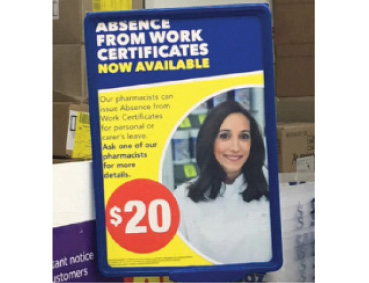 ABSENCE
FROM WORK
CERTIFICATES
NOW AVAILABLE
Our pharmacists can
issue Absence from
Work Certificates
for personal or
carer's leave.
Ask one of our
pharmacists
for more
details.
$20
tant notice
stomers